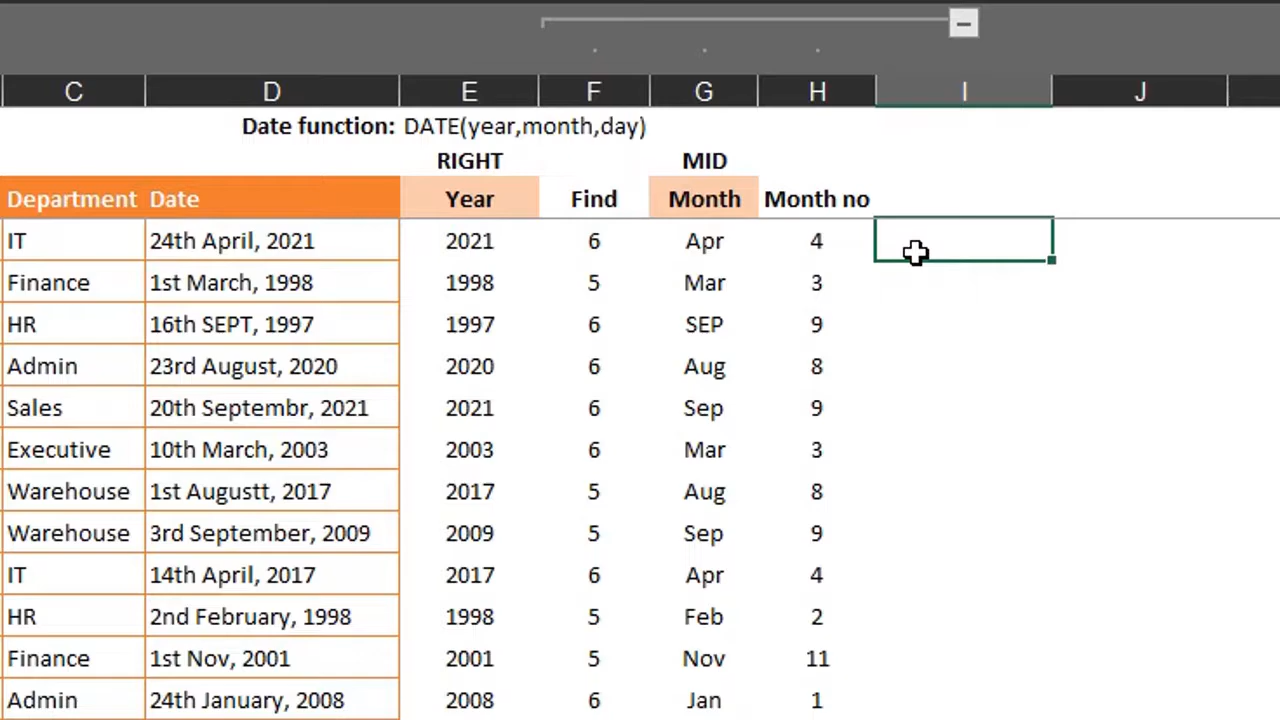 C D E F G H I J
Date function: DATE(year,month,day)
RIGHT MID
Department Date Year Find Month Month no
IT 24th April, 2021 2021 6 Apr 4
Finance 1st March, 1998 1998 5 Mar 3
HR 16th SEPT, 1997 1997 6 SEP 9
Admin 23rd August, 2020 2020 6 Aug 8
Sales 20th Septembr, 2021 2021 6 Sep 9
Executive 10th March, 2003 2003 6 Mar 3
Warehouse 1st Augustt, 2017 2017 5 Aug 8
Warehouse 3rd September, 2009 2009 5 Sep 9
IT 14th April, 2017 2017 6 Apr 4
HR 2nd February, 1998 1998 5 Feb 2
Finance 1st Nov, 2001 2001 5 Nov 11
Admin 24th January, 2008 2008 6 Jan 1